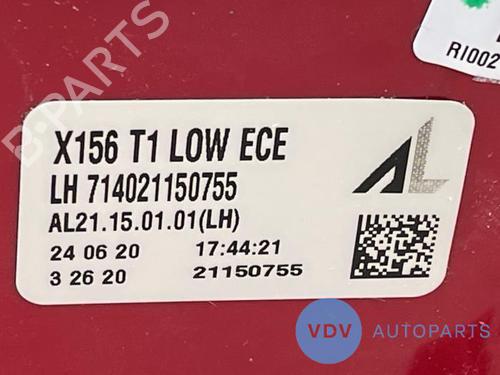 RI002
X156 T1 LOW ECE
LH 714021150755
AL21.15.01.01(LH)
24 06 20 17:44:21
3 26 20 21150755
AL
B-PARTS
VDV AUTOPARTS